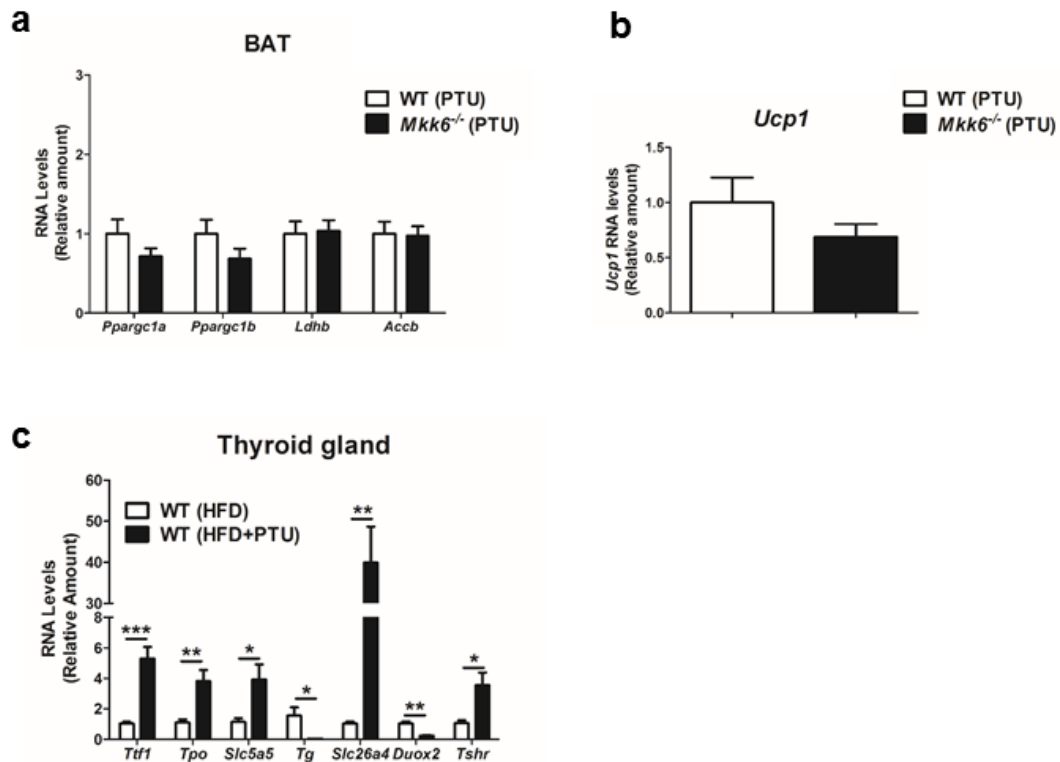 a
BAT
3
2
1
0
RNA Levels
(Relative amount)
WT (PTU)
Mkk6-/- (PTU)
Ppargc1a Ppargc1b Ldhb Accb
b
Ucp1
WT (PTU)
Mkk6-/- (PTU)
1.5
1.0
0.5
0.0
Ucp1 RNA levels
(Relative amount)
c
Thyroid gland
60
50
40
30
8
6
4
2
0
RNA Levels
(Relative Amount)
WT (HFD)
WT (HFD+PTU)
*** ** * * ** ** *
Ttf1 Tpo Slc5a5 Tg Slc26a4 Duox2 Tshr